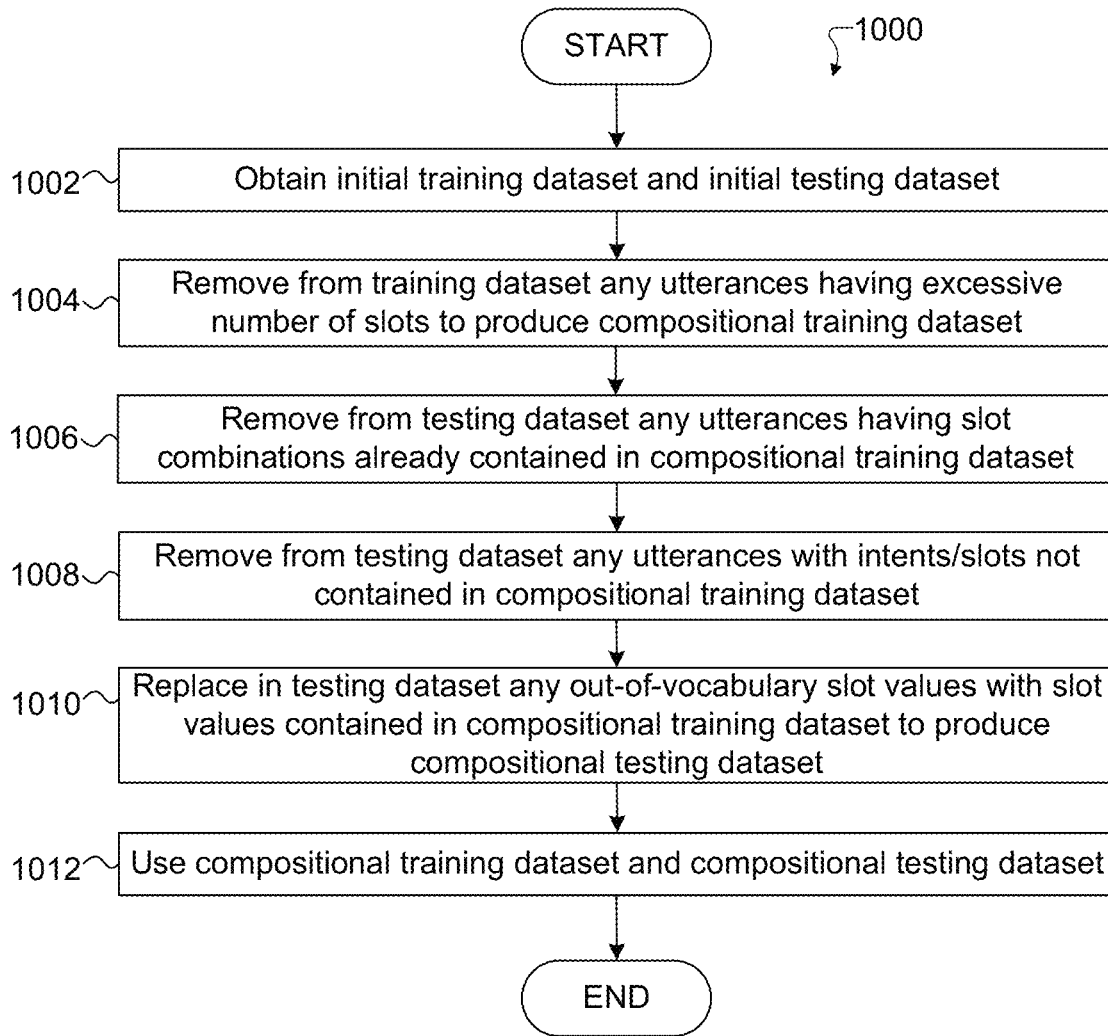 START
1000
1002
Obtain initial training dataset and initial testing dataset
1004
Remove from training dataset any utterances having excessive
number of slots to produce compositional training dataset
1006
Remove from testing dataset any utterances having slot
combinations already contained in compositional training dataset
1008
Remove from testing dataset any utterances with intents/slots not
contained in compositional training dataset
1010
Replace in testing dataset any out-of-vocabulary slot values with slot
values contained in compositional training dataset to produce
compositional testing dataset
1012
Use compositional training dataset and compositional testing dataset
END